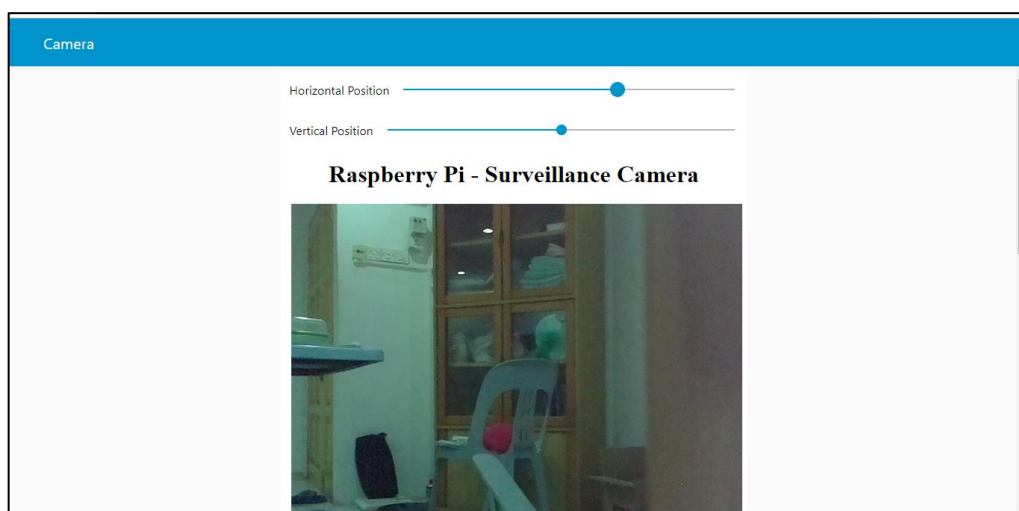 Camera
Horizontal Position
Vertical Position
Raspberry Pi - Surveillance Camera